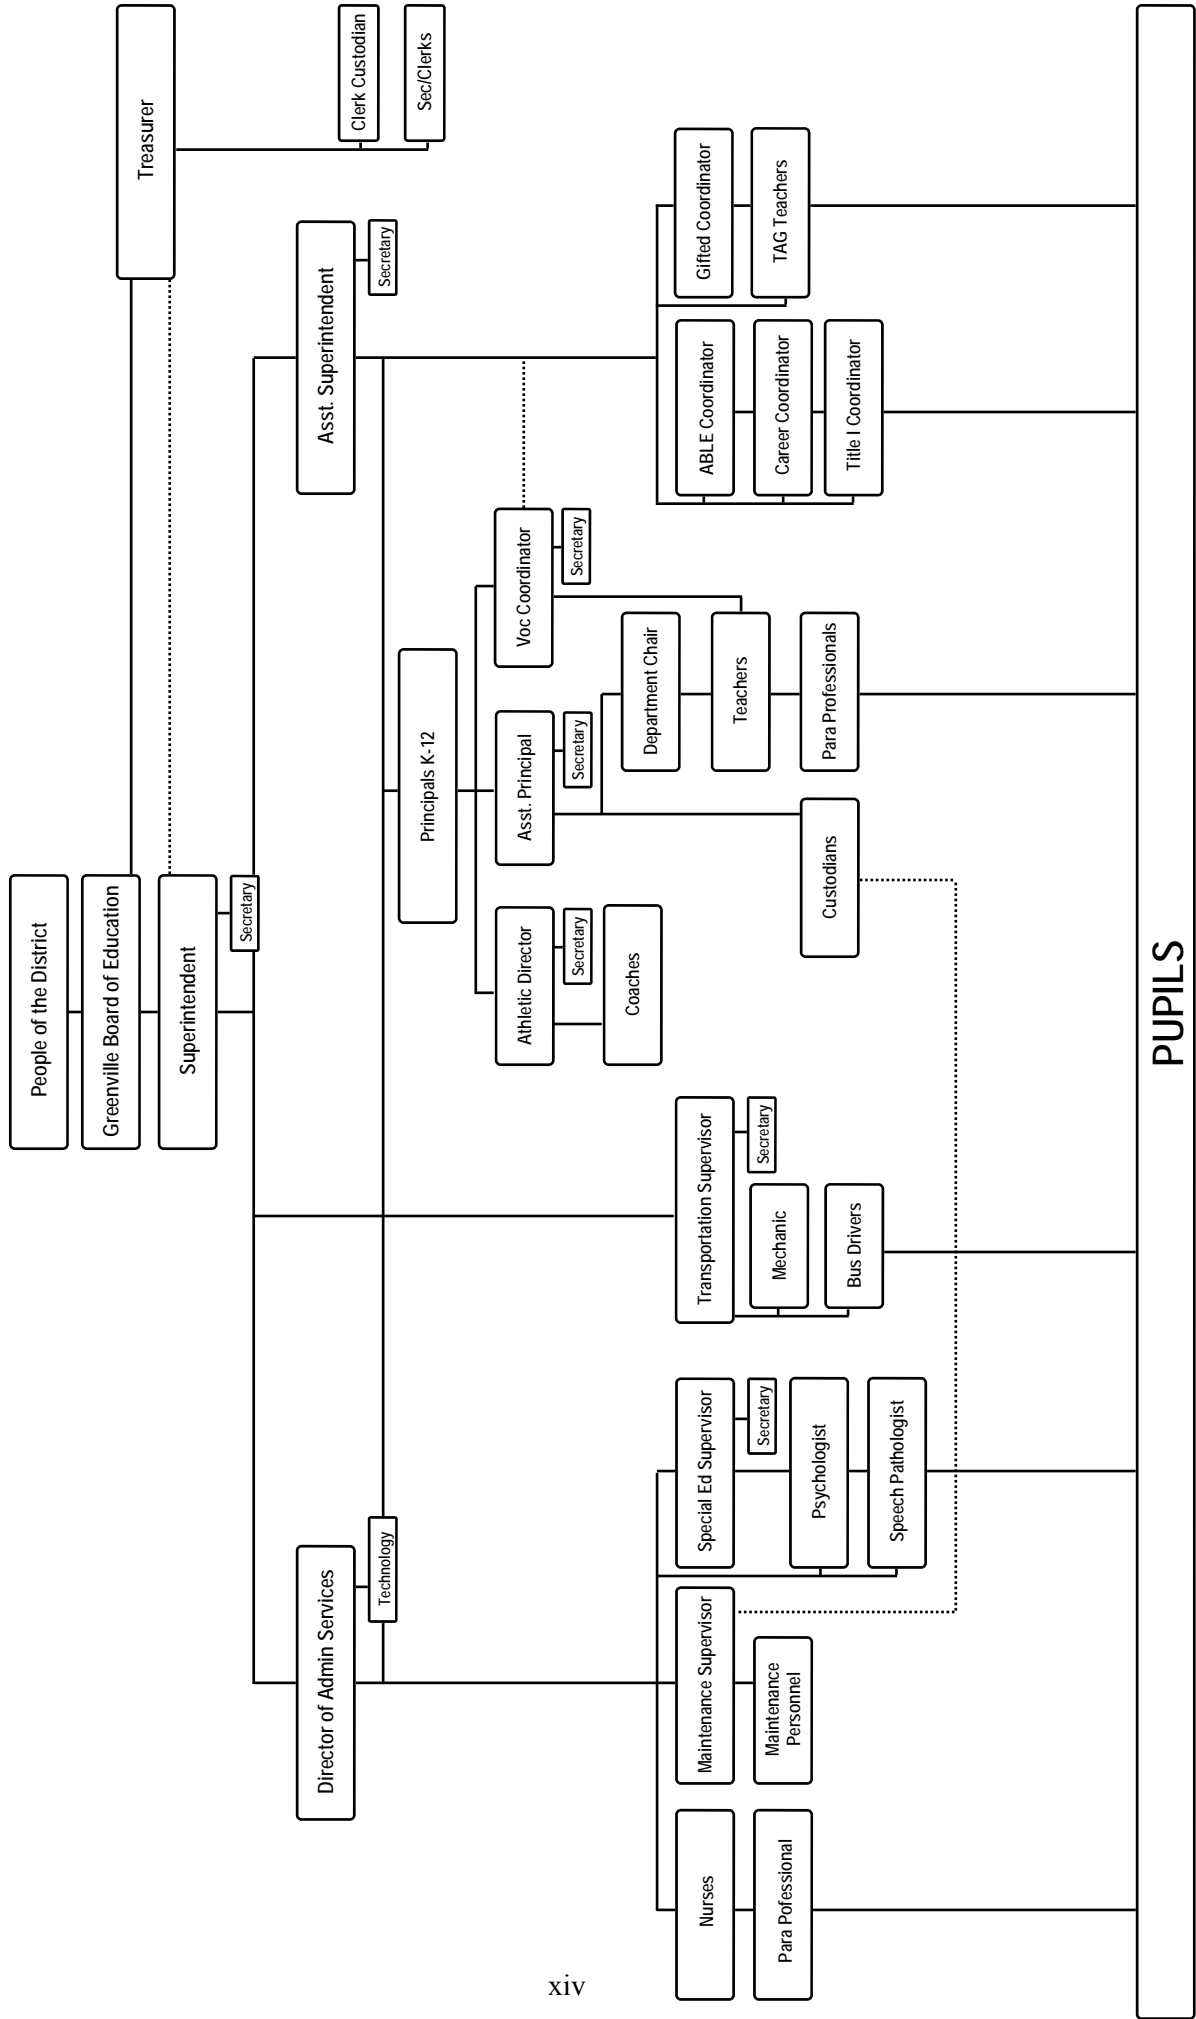 People of the District
Greenville Board of Education
Treasurer
Superintendent
Secretary
Director of Admin Services
Asst. Superintendent
Clerk Custodian
Technology
Secretary
Sec/Clerks
Principals K-12
Athletic Director
Asst. Principal
Voc Coordinator
Secretary
Secretary
Secretary
Coaches
Department Chair
Nurses
Maintenance Supervisor
Special Ed Supervisor
Transportation Supervisor
ABLE Coordinator
Gifted Coordinator
Teachers
Secretary
Secretary
Para Pofessional
Maintenance
Personnel
Mechanic
Career Coordinator
TAG Teachers
Psychologist
Custodians
Para Professionals
Bus Drivers
Title I Coordinator
Speech Pathologist
PUPILS
xiv